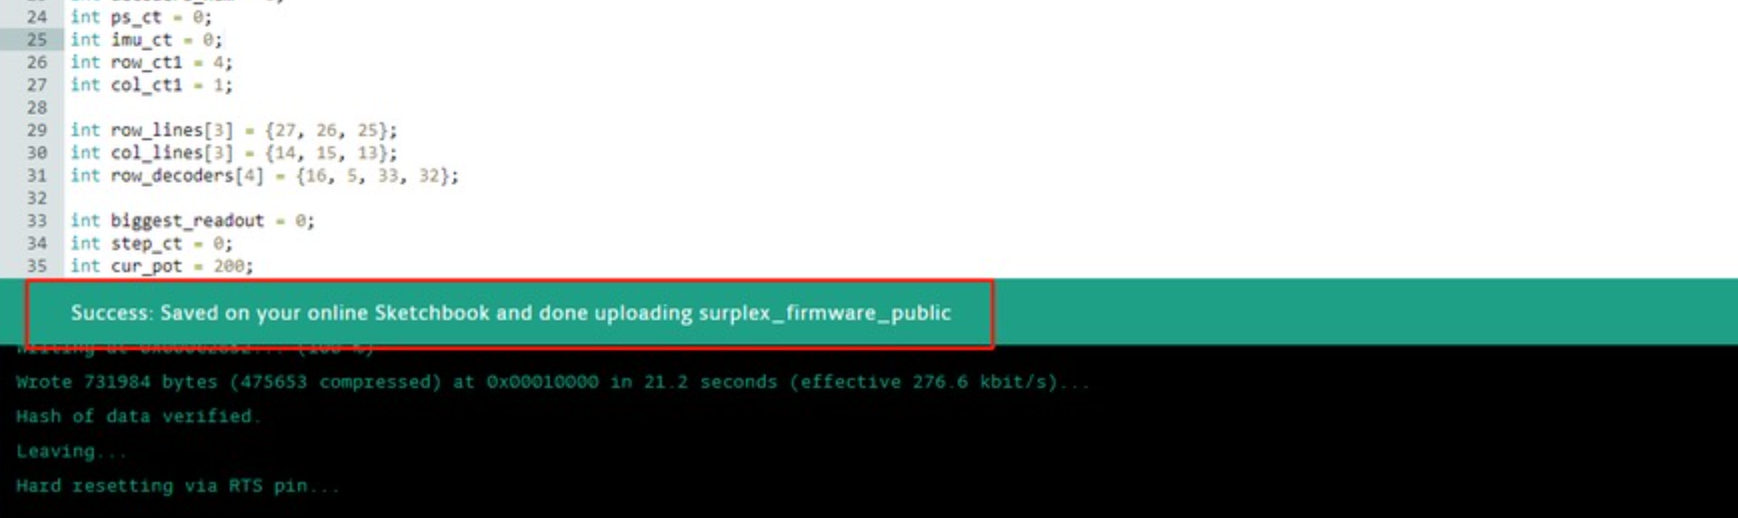 24 int ps_ct = 0;
25 int imu_ct = 0;
26 int row_ct1 = 4;
27 int col_ct1 = 1;
28
29 int row_lines[3] = {27, 26, 25};
30 int col_lines[3] = {14, 15, 13};
31 int row_decoders[4] = {16, 5, 33, 32};
32
33 int biggest_readout = 0;
34 int step_ct = 0;
35 int cur_pot = 200;
Success: Saved on your online Sketchbook and done uploading surplex_firmware_public
Wrote 731984 bytes (475653 compressed) at 0x00010000 in 21.2 seconds (effective 276.6 kbit/s)...
Hash of data verified.
Leaving...
Hard resetting via RTS pin...